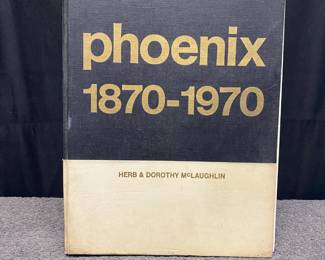 phoenix
1870-1970
HERB & DOROTHY McLAUGHLIN